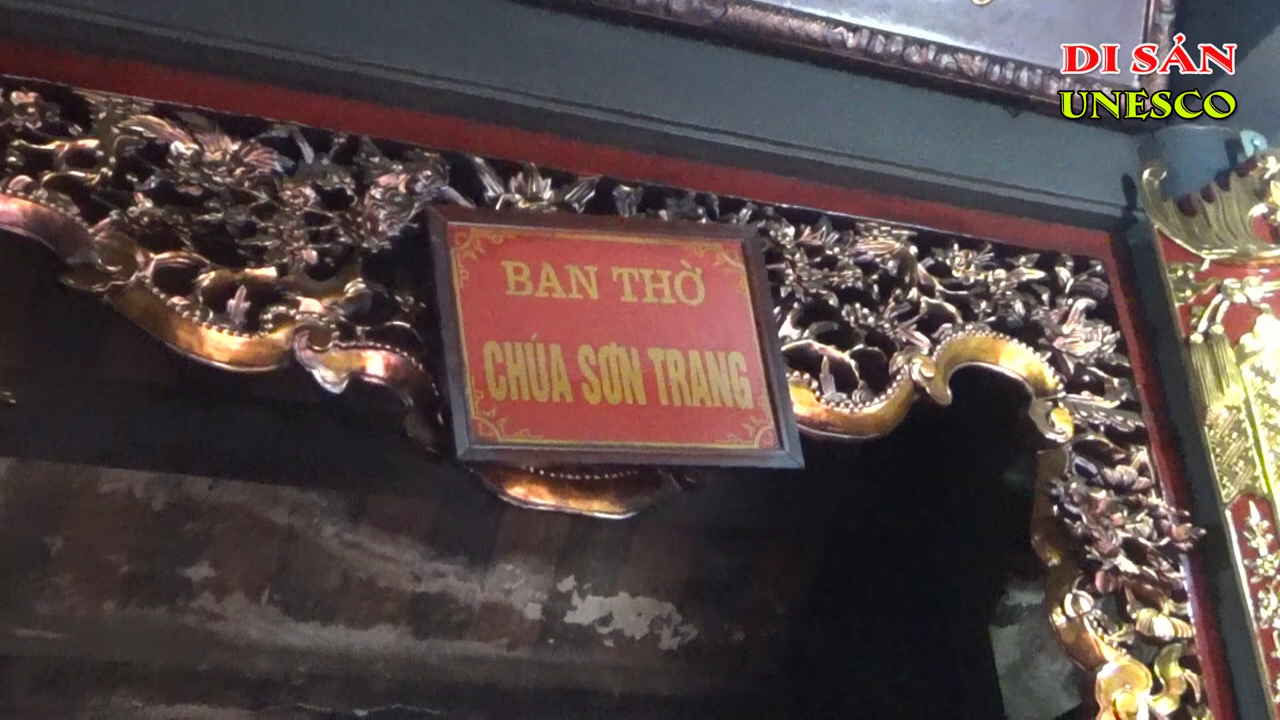 DI SẢN
UNESCO
BAN THỜ
CHÚA SƠN TRANG